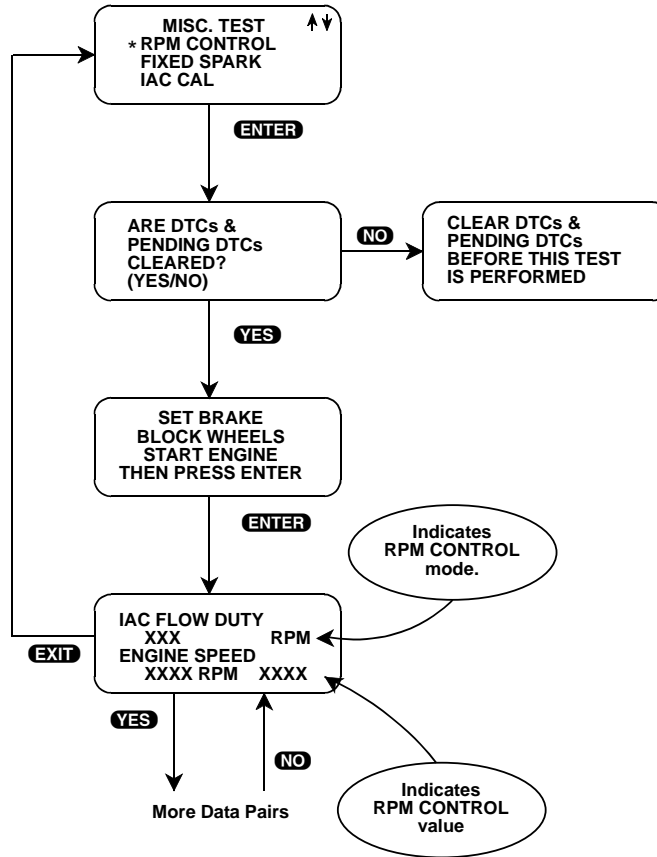 MISC. TEST
* RPM CONTROL
FIXED SPARK
IAC CAL
ENTER
ARE DTCs &
PENDING DTCs
CLEARED?
(YES/NO)
NO
CLEAR DTCs &
PENDING DTCs
BEFORE THIS TEST
IS PERFORMED
YES
SET BRAKE
BLOCK WHEELS
START ENGINE
THEN PRESS ENTER
ENTER
Indicates
RPM CONTROL
mode.
IAC FLOW DUTY
XXX RPM
ENGINE SPEED
XXXX RPM XXXX
EXIT
YES
NO
More Data Pairs
Indicates
RPM CONTROL
value